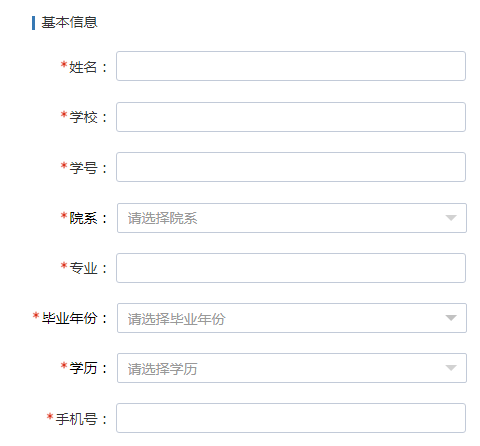 基本信息
*姓名：
*学校：
*学号：
*院系： 请选择院系
*专业：
*毕业年份： 请选择毕业年份
*学历： 请选择学历
*手机号：